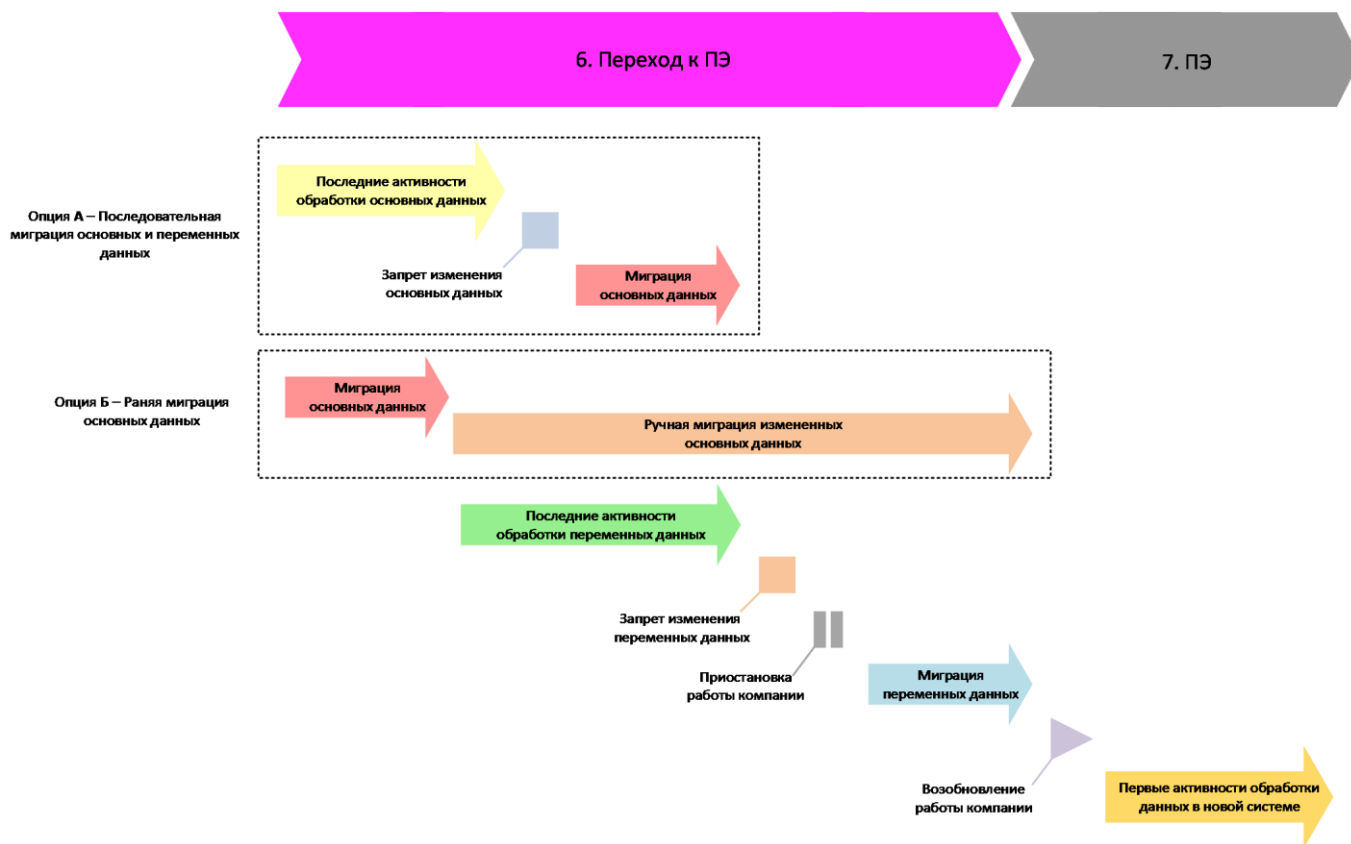 6. Переход к ПЭ
7. ПЭ
Последние активности
обработки основных данных
Опция А – Последовательная
миграция основных и переменных
данных
Запрет изменения
основных данных
Миграция
основных данных
Опция Б – Раняя миграция
основных данных
Миграция
основных данных
Ручная миграция измененных
основных данных
Последние активности
обработки переменных данных
Запрет изменения
переменных данных
Приостановка
работы компании
Миграция
переменных данных
Возобновление
работы компании
Первые активности обработки
данных в новой системе